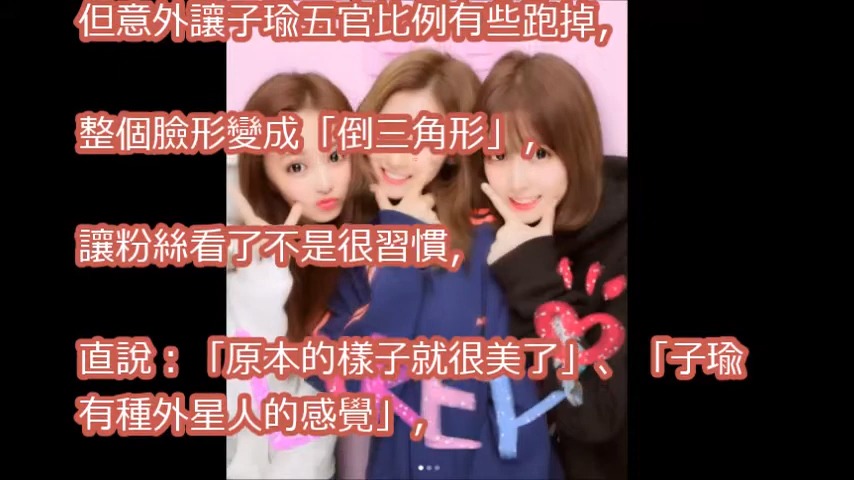 但意外讓子瑜五官比例有些跑掉,
整個臉形變成「倒三角形」,
讓粉絲看了不是很習慣,
直說:「原本的樣子就很美了」、「子瑜
有種外星人的感覺」,
LIKEY